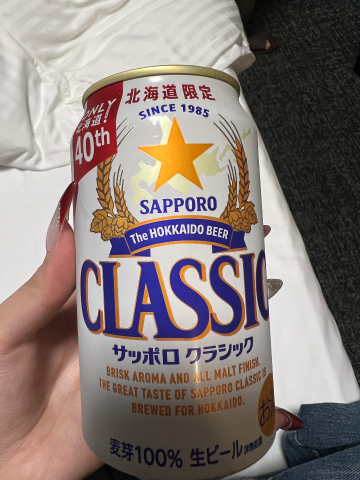 ONLY
北海道!
40th
北海道限定
SINCE 1985
SAPPORO
The HOKKAIDO BEER
CLASSIC
サッポロ クラシック
BRISK AROMA AND ALL MALT FINISH.
THE GREAT TASTE OF SAPPORO CLASSIC IS
BREWED FOR HOKKAIDO.
麦芽100% 生ビール